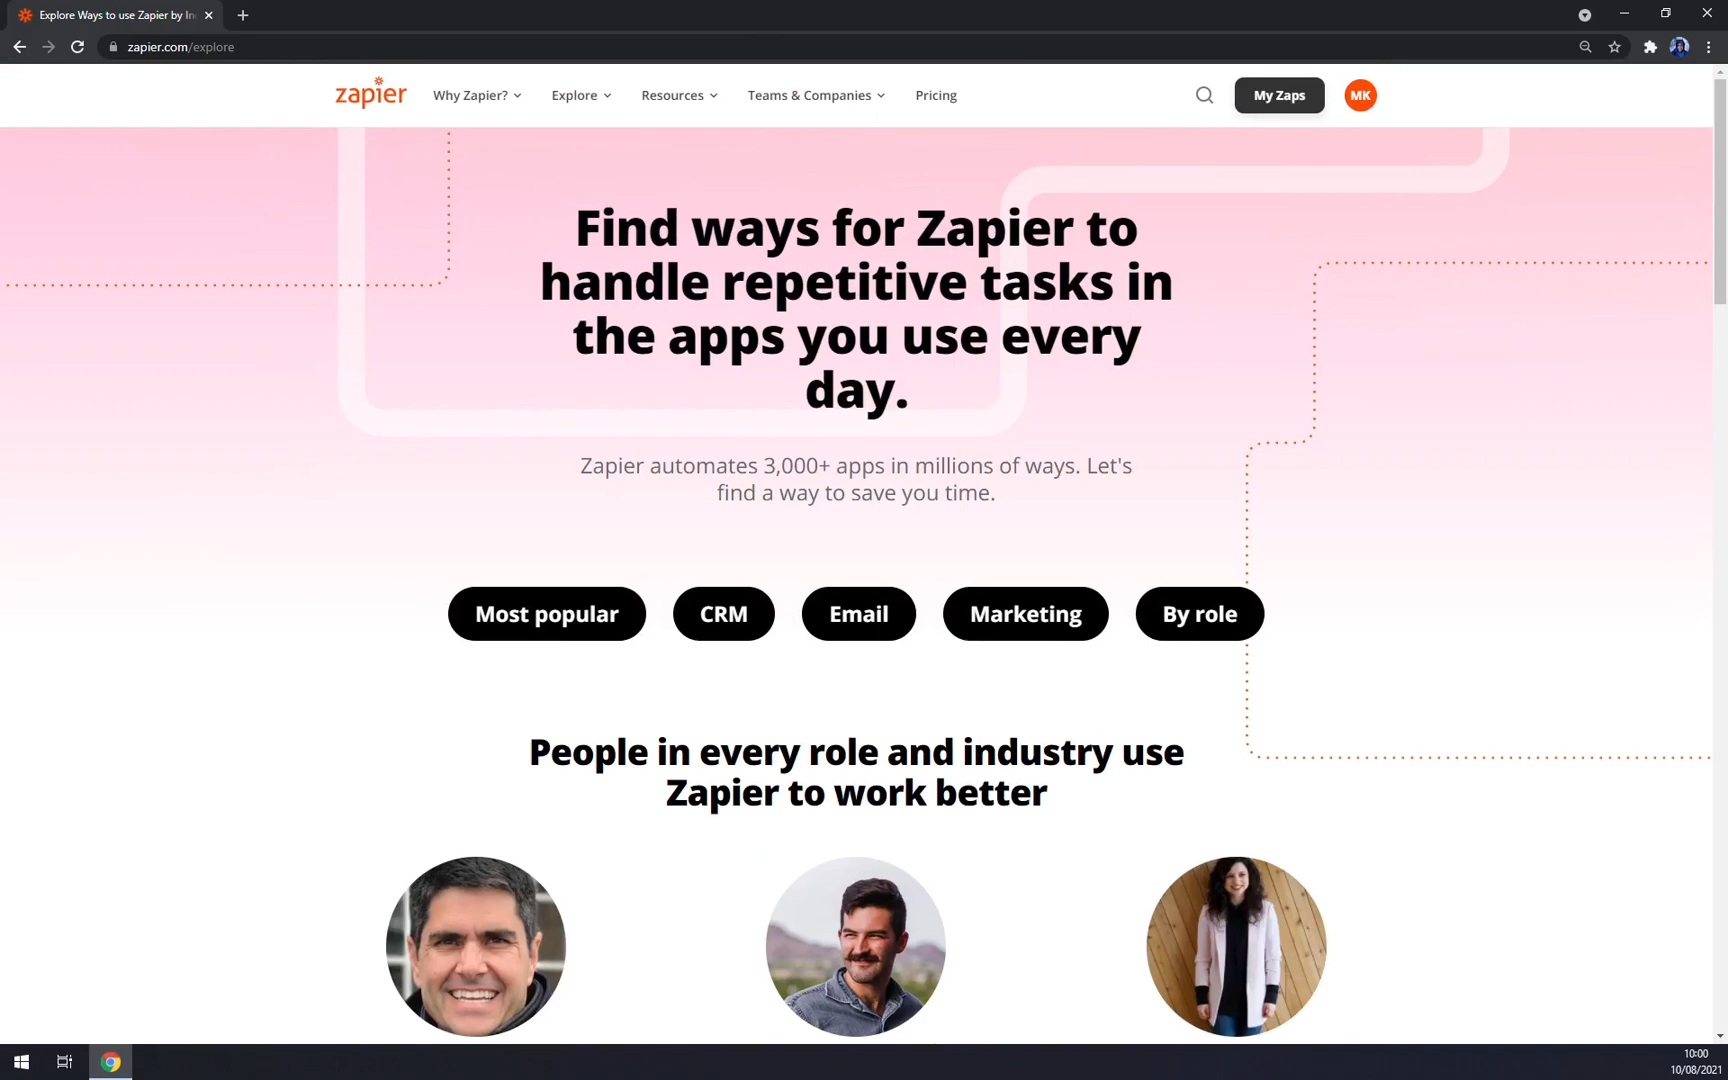 Explore Ways to use Zapier by In
zapier.com/explore
zapier
Why Zapier?
Explore
Resources
Teams & Companies
Pricing
My Zaps
MK
Find ways for Zapier to
handle repetitive tasks in
the apps you use every
day.
Zapier automates 3,000+ apps in millions of ways. Let's
find a way to save you time.
Most popular
CRM
Email
Marketing
By role
People in every role and industry use
Zapier to work better
10:00
10/08/2021